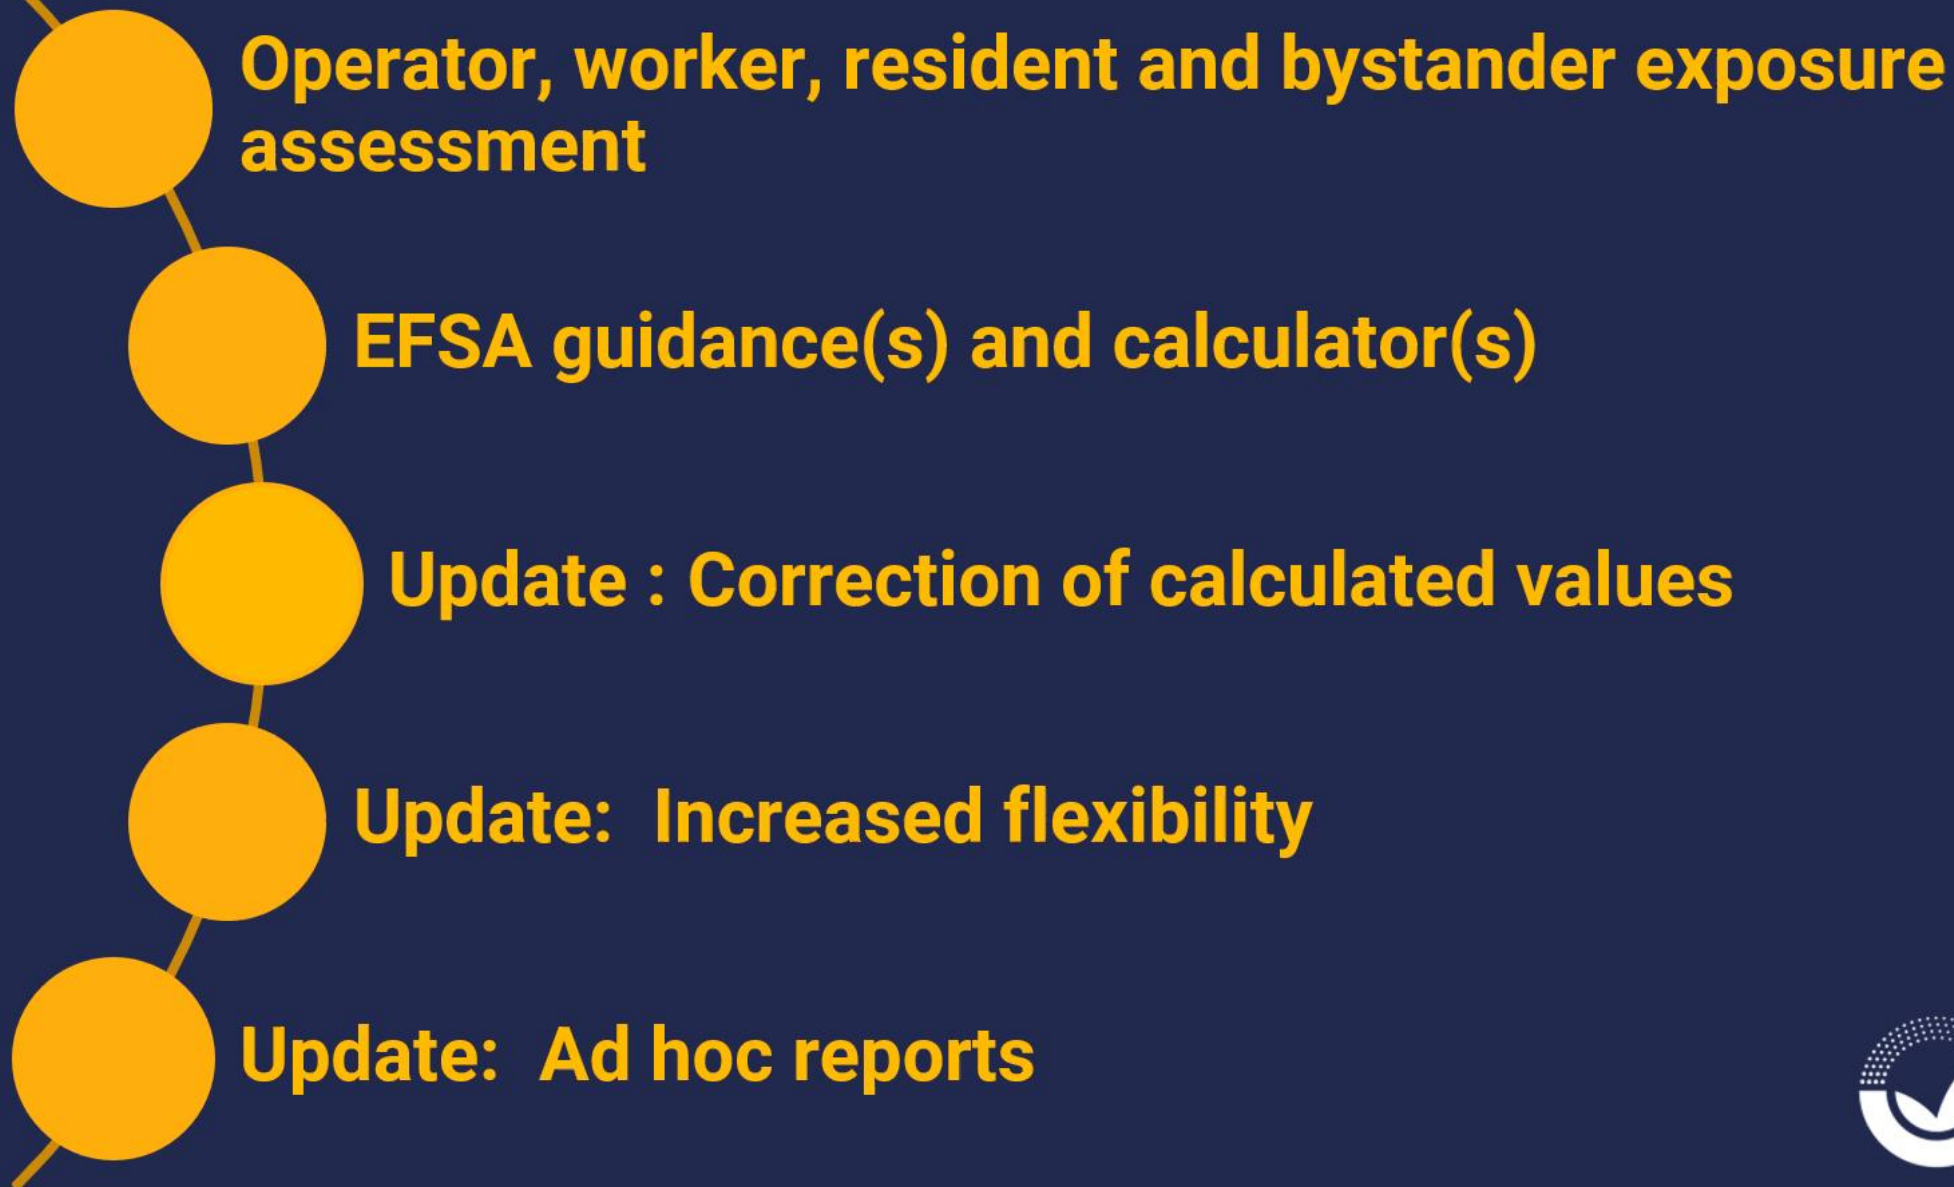 Operator, worker, resident and bystander exposure
assessment
EFSA guidance(s) and calculator(s)
Update : Correction of calculated values
Update:  Increased flexibility
Update:  Ad hoc reports